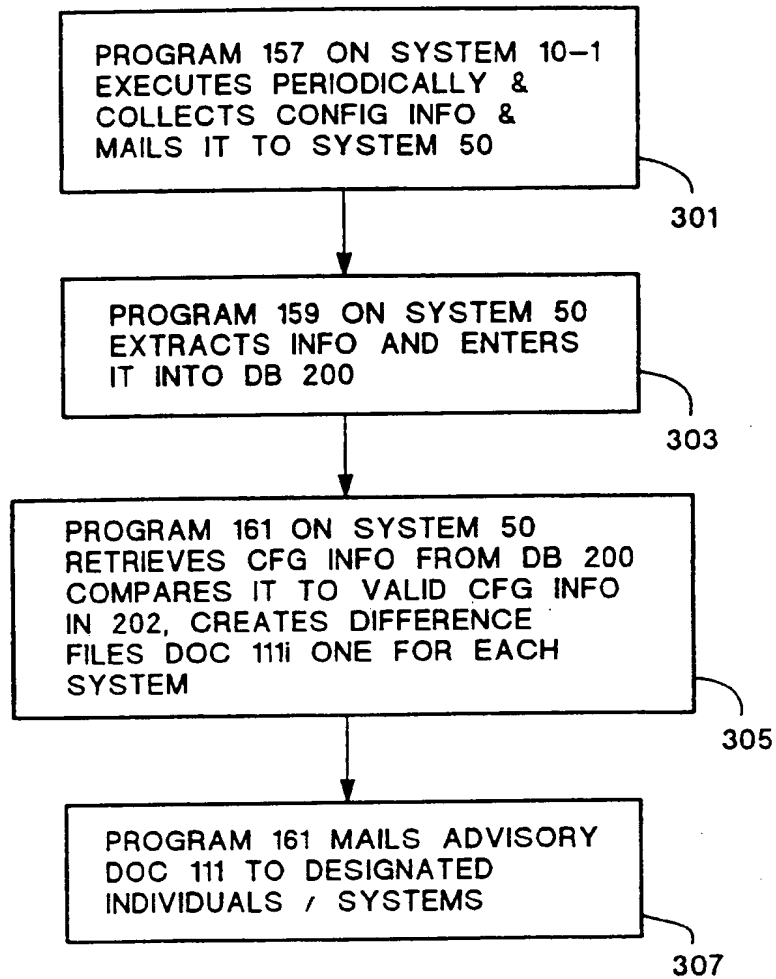 PROGRAM 157 ON SYSTEM 10-1
EXECUTES PERIODICALLY &
COLLECTS CONFIG INFO &
MAILS IT TO SYSTEM 50
301
PROGRAM 159 ON SYSTEM 50
EXTRACTS INFO AND ENTERS
IT INTO DB 200
303
PROGRAM 161 ON SYSTEM 50
RETRIEVES CFG INFO FROM DB 200
COMPARES IT TO VALID CFG INFO
IN 202, CREATES DIFFERENCE
FILES DOC 111i ONE FOR EACH
SYSTEM
305
PROGRAM 161 MAILS ADVISORY
DOC 111 TO DESIGNATED
INDIVIDUALS / SYSTEMS
307